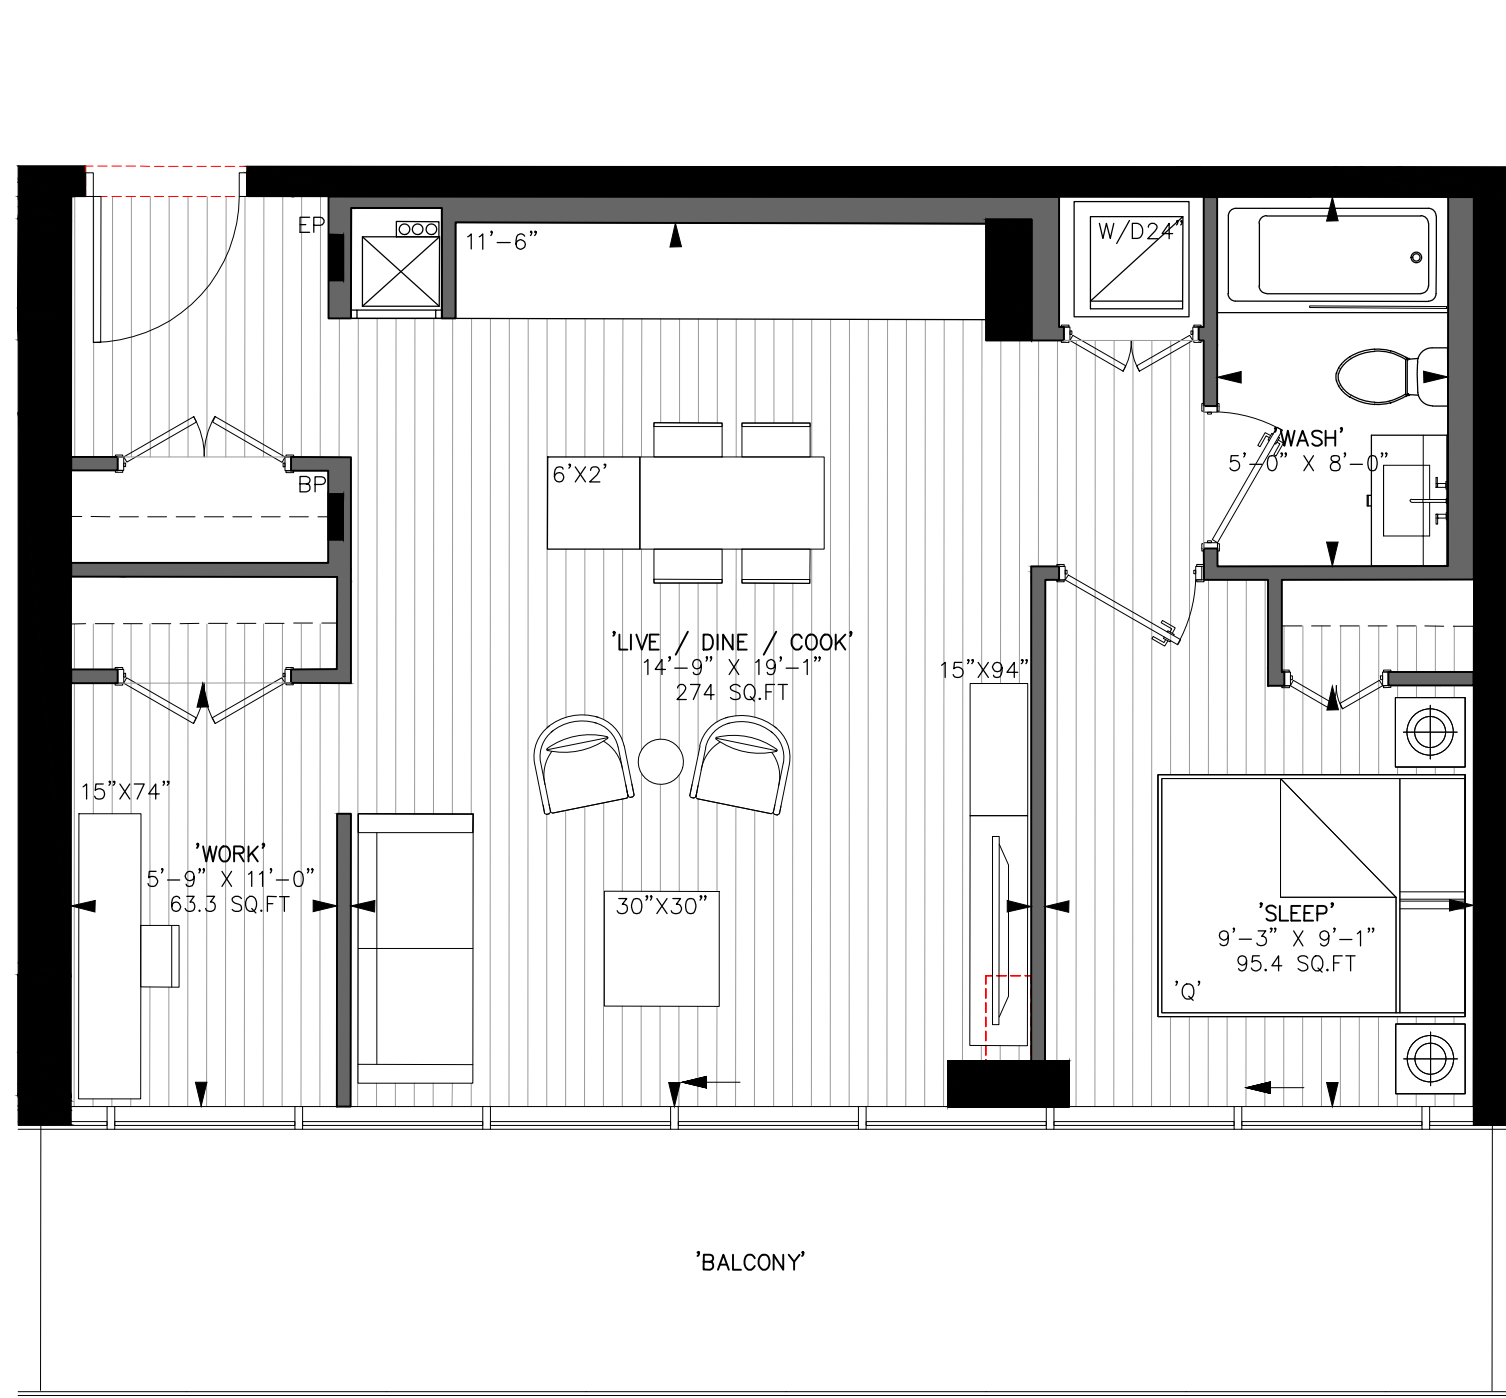 EP
11'-6"
W/D24"
'WASH'
5'-0" X 8'-0"
6'X2'
BP
'LIVE / DINE / COOK'
14'-9" X 19'-1"
274 SQ.FT
15"X94"
15"X74"
'WORK'
5'-9" X 11'-0"
63.3 SQ.FT
30"X30"
'SLEEP'
9'-3" X 9'-1"
95.4 SQ.FT
'Q'
'BALCONY'